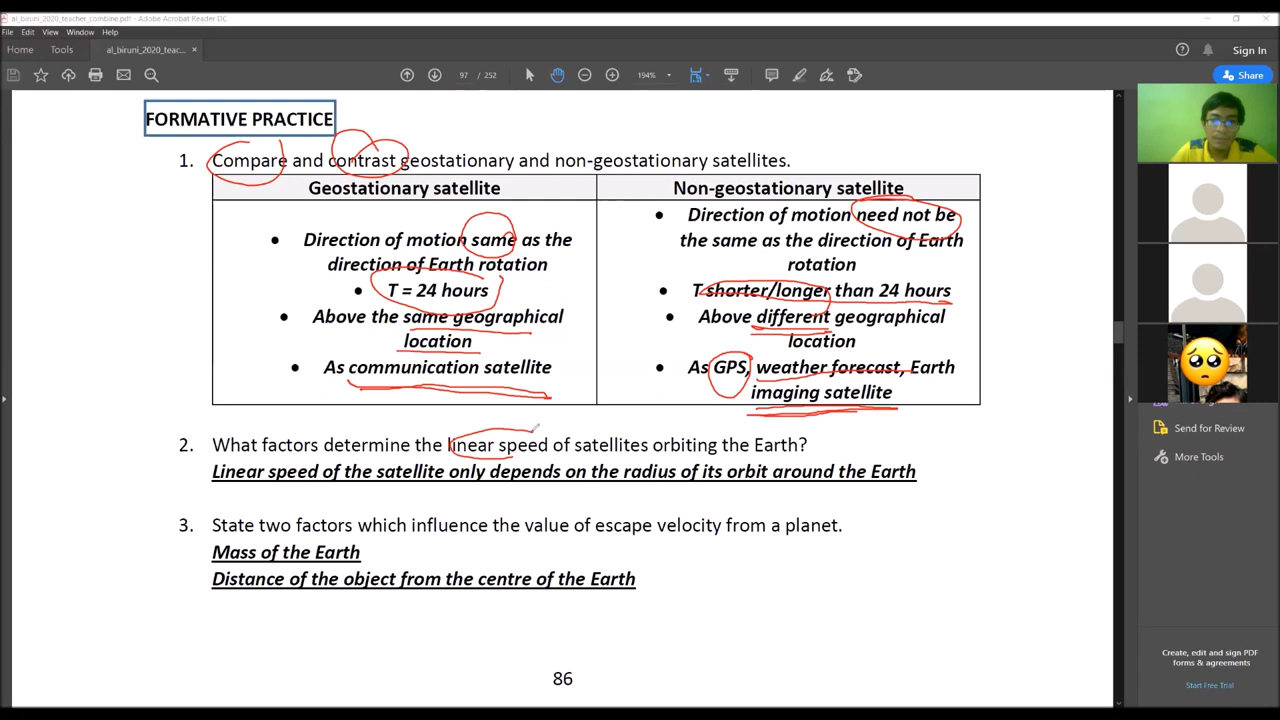 al_biruni_2020_teacher_combine.pdf - Adobe Acrobat Reader DC
File Edit View Window Help
Home Tools al_biruni_2020_teac... ×
Sign In
97 / 252
194%
Share
FORMATIVE PRACTICE
1. Compare and contrast geostationary and non-geostationary satellites.
Geostationary satellite
• Direction of motion same as the
direction of Earth rotation
• T = 24 hours
• Above the same geographical
location
• As communication satellite
Non-geostationary satellite
• Direction of motion need not be
the same as the direction of Earth
rotation
• T shorter/longer than 24 hours
• Above different geographical
location
• As GPS, weather forecast, Earth
imaging satellite
2. What factors determine the linear speed of satellites orbiting the Earth?
Linear speed of the satellite only depends on the radius of its orbit around the Earth
3. State two factors which influence the value of escape velocity from a planet.
Mass of the Earth
Distance of the object from the centre of the Earth
86
Send for Review
More Tools
Create, edit and sign PDF
forms & agreements
Start Free Trial